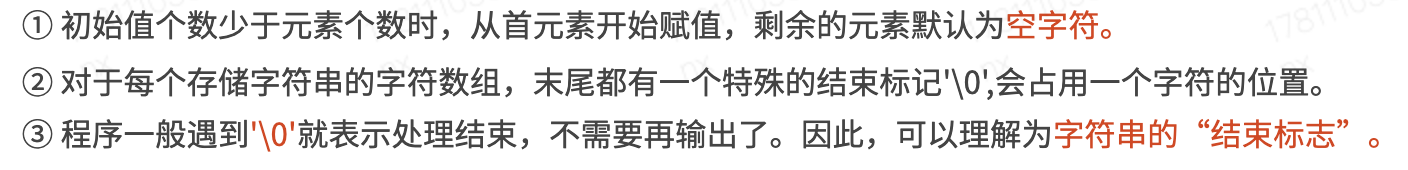 ① 初始值个数少于元素个数时，从首元素开始赋值，剩余的元素默认为空字符。
② 对于每个存储字符串的字符数组，末尾都有一个特殊的结束标记'\0',会占用一个字符的位置。
③ 程序一般遇到'\0'就表示处理结束，不需要再输出了。因此，可以理解为字符串的“结束标志”。